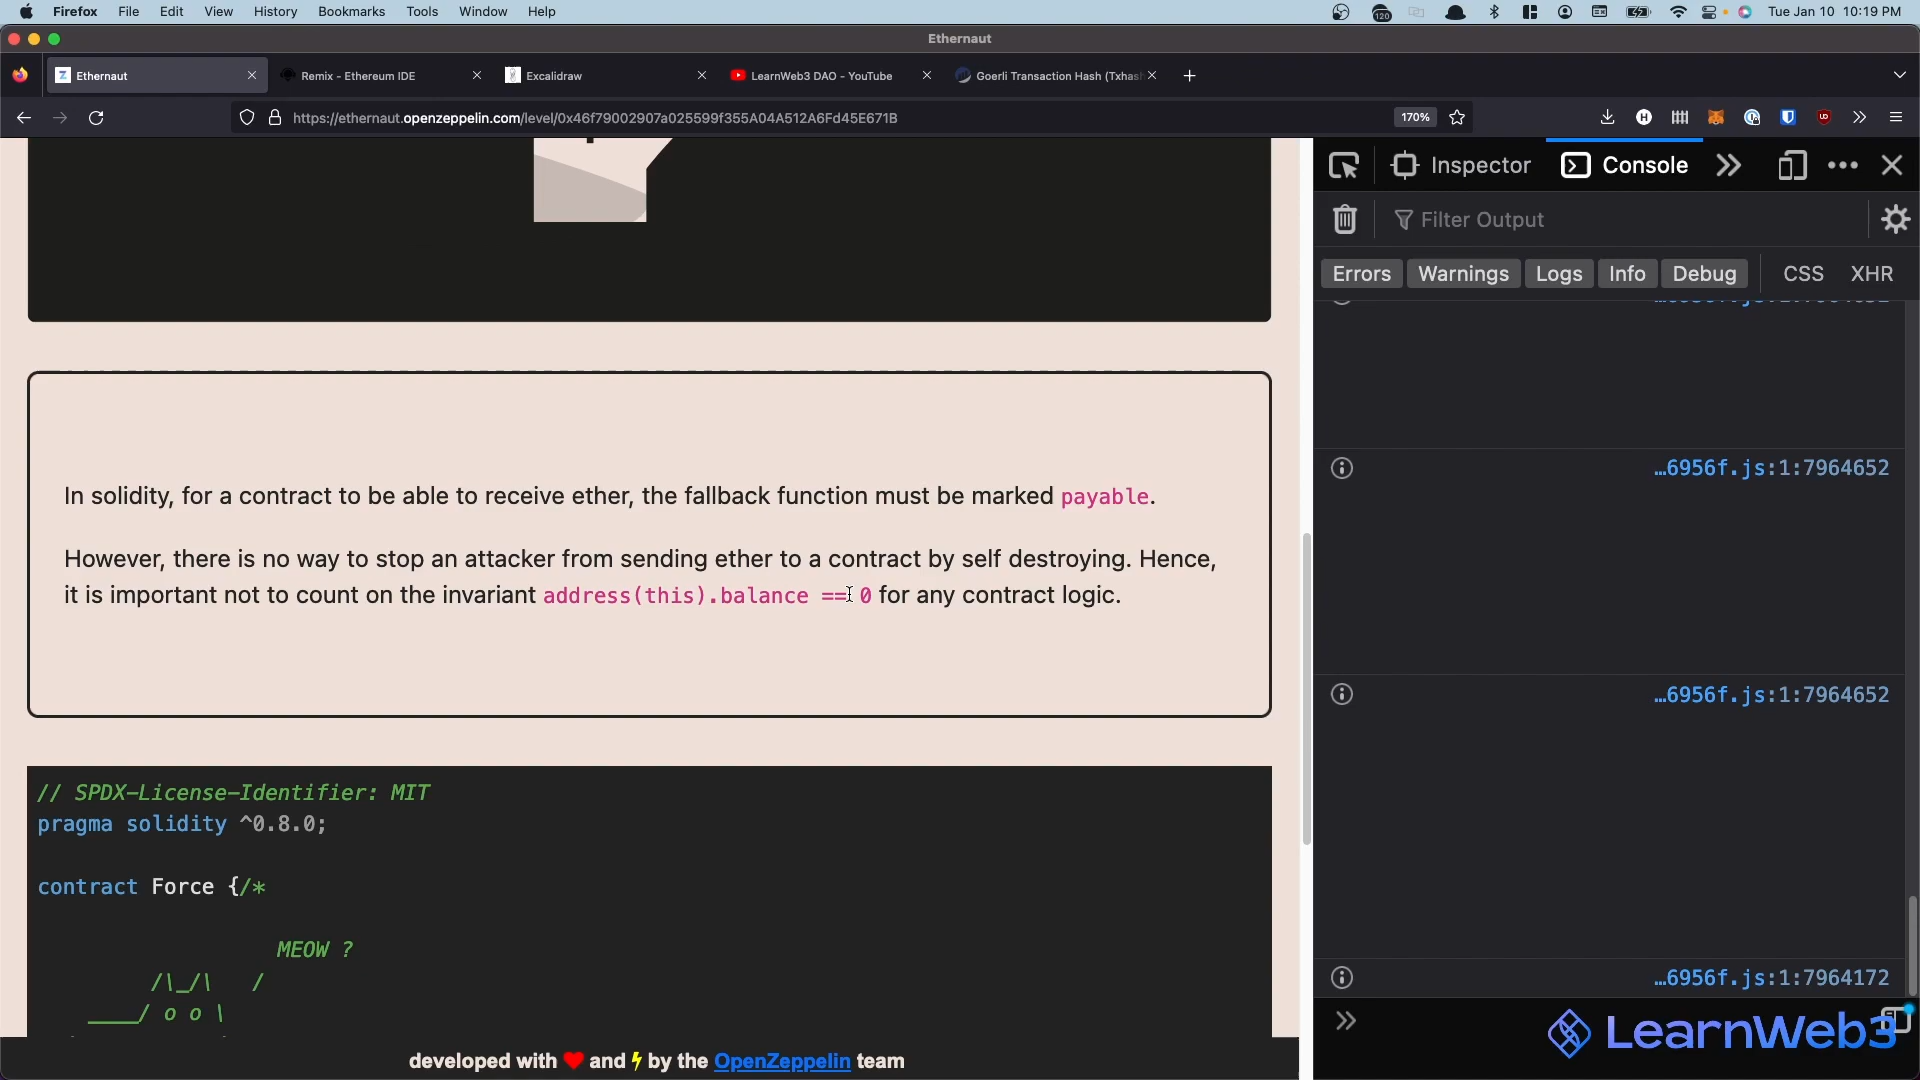 Firefox File Edit View History Bookmarks Tools Window Help 120 Tue Jan 10 10:19 PM
Ethernaut
Ethernaut Remix - Ethereum IDE Excalidraw LearnWeb3 DAO - YouTube Goerli Transaction Hash (Txhas
https://ethernaut.openzeppelin.com/level/0x46f79002907a025599f355A04A512A6Fd45E671B 170%
Inspector Console
Filter Output
Errors Warnings Logs Info Debug CSS XHR
In solidity, for a contract to be able to receive ether, the fallback function must be marked payable.
However, there is no way to stop an attacker from sending ether to a contract by self destroying. Hence,
it is important not to count on the invariant address(this).balance == 0 for any contract logic.
// SPDX-License-Identifier: MIT
pragma solidity ^0.8.0;
contract Force {/*
MEOW ?
/\_/\ /
____/ o o \
developed with ❤ and ⚡ by the OpenZeppelin team
…6956f.js:1:7964652
…6956f.js:1:7964652
…6956f.js:1:7964172
LearnWeb3